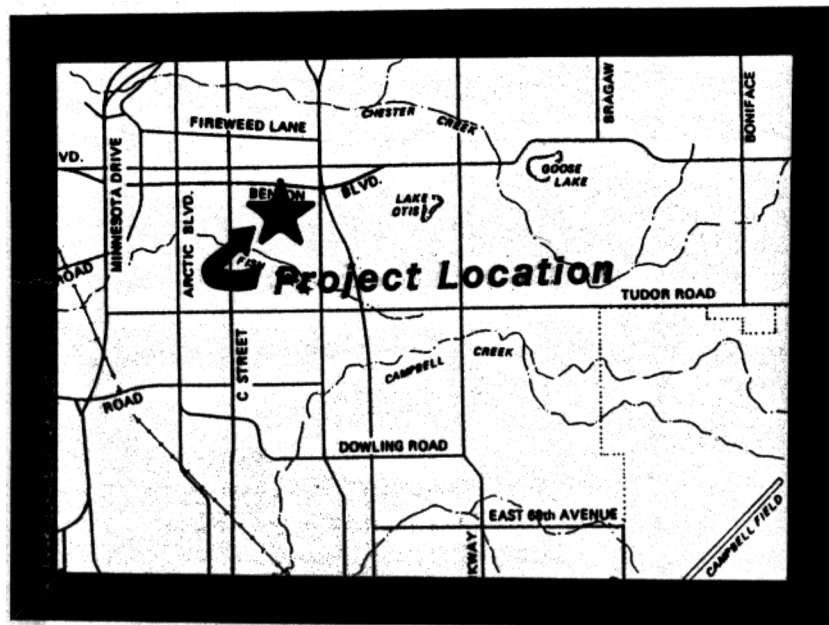 FIREWEED LANE
CHESTER
CREEK
BRAGAW
BONIFACE
VD.
MINNESOTA DRIVE
ARCTIC BLVD.
BENSON
BLVD.
LAKE
OTIS
GOOSE
LAKE
ROAD
FISH
Project Location
TUDOR ROAD
C STREET
CAMPBELL
CREEK
ROAD
DOWLING ROAD
EAST 68th AVENUE
KWAY
CAMPBELL FIELD